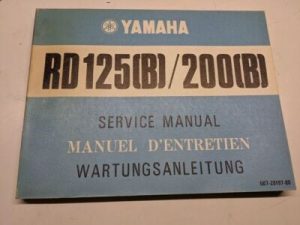 YAMAHA
RD125(B)/200(B)
SERVICE MANUAL
MANUEL D'ENTRETIEN
WARTUNGSANLEITUNG